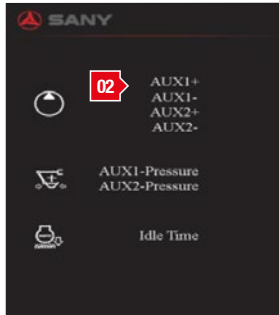 SANY
02
AUX1+
AUX1-
AUX2+
AUX2-
AUX1-Pressure
AUX2-Pressure
Idle Time